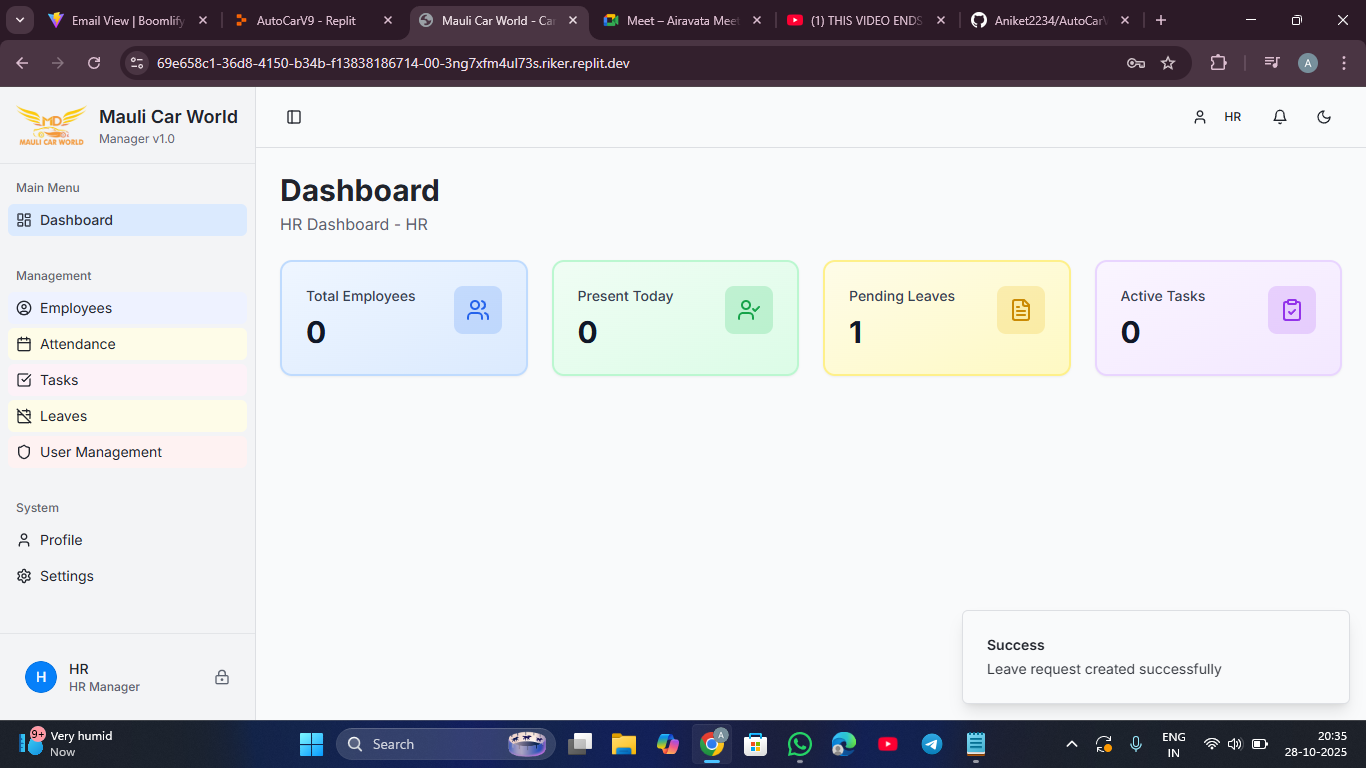 Email View | Boomlify
AutoCarV9 - Replit
Mauli Car World - Car
Meet – Airavata Meet
(1) THIS VIDEO ENDS
Aniket2234/AutoCarV
69e658c1-36d8-4150-b34b-f13838186714-00-3ng7xfm4ul73s.riker.replit.dev
A
MD
MAULI CAR WORLD
Mauli Car World
Manager v1.0
HR
Main Menu
Dashboard
Management
Employees
Attendance
Tasks
Leaves
User Management
System
Profile
Settings
H
HR
HR Manager
Dashboard
HR Dashboard - HR
Total Employees
0
Present Today
0
Pending Leaves
1
Active Tasks
0
Success
Leave request created successfully
9+
Very humid
Now
Search
A
ENG
IN
20:35
28-10-2025